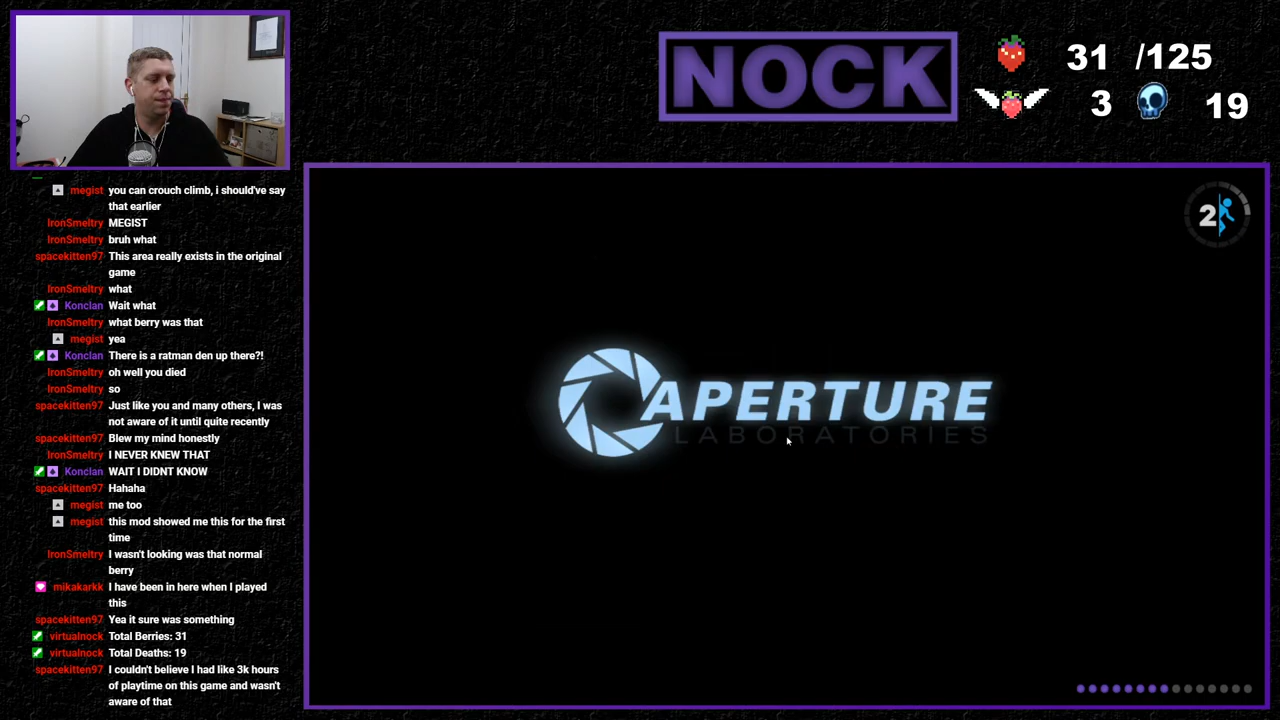 NOCK
31 /125
3 19
megist you can crouch climb, i should've say
that earlier
IronSmeltry MEGIST
IronSmeltry bruh what
spacekitten97 This area really exists in the original
game
IronSmeltry what
Konclan Wait what
IronSmeltry what berry was that
megist yea
Konclan There is a ratman den up there?!
IronSmeltry oh well you died
IronSmeltry so
spacekitten97 Just like you and many others, I was
not aware of it until quite recently
spacekitten97 Blew my mind honestly
IronSmeltry I NEVER KNEW THAT
Konclan WAIT I DIDNT KNOW
spacekitten97 Hahaha
megist me too
megist this mod showed me this for the first
time
IronSmeltry I wasn't looking was that normal
berry
mikakarkk I have been in here when I played
this
spacekitten97 Yea it sure was something
virtualnock Total Berries: 31
virtualnock Total Deaths: 19
spacekitten97 I couldn't believe I had like 3k hours
of playtime on this game and wasn't
aware of that
2
APERTURE
LABORATORIES